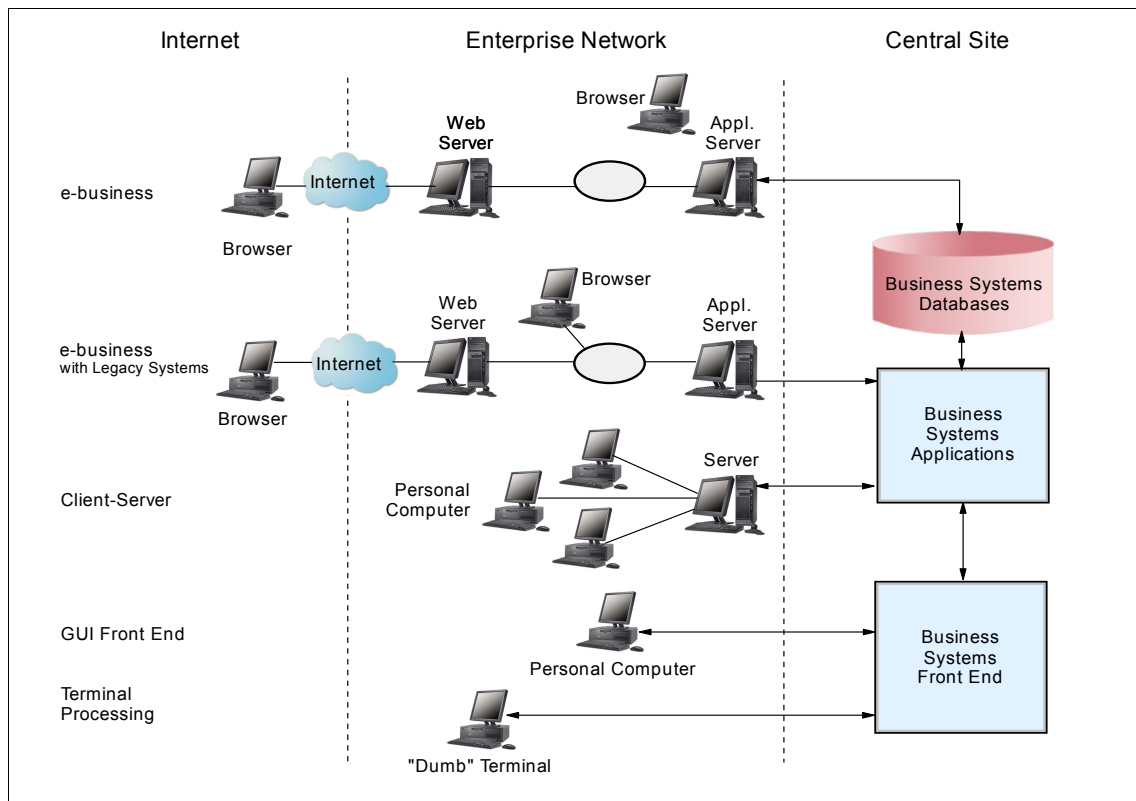 Internet
Enterprise Network
Central Site
Browser
Web
Server
Appl.
Server
e-business
Internet
Browser
Business Systems
Databases
Browser
Web
Server
Appl.
Server
e-business
with Legacy Systems
Internet
Browser
Business
Systems
Applications
Client-Server
Personal
Computer
Server
GUI Front End
Personal Computer
Business
Systems
Front End
Terminal
Processing
"Dumb" Terminal